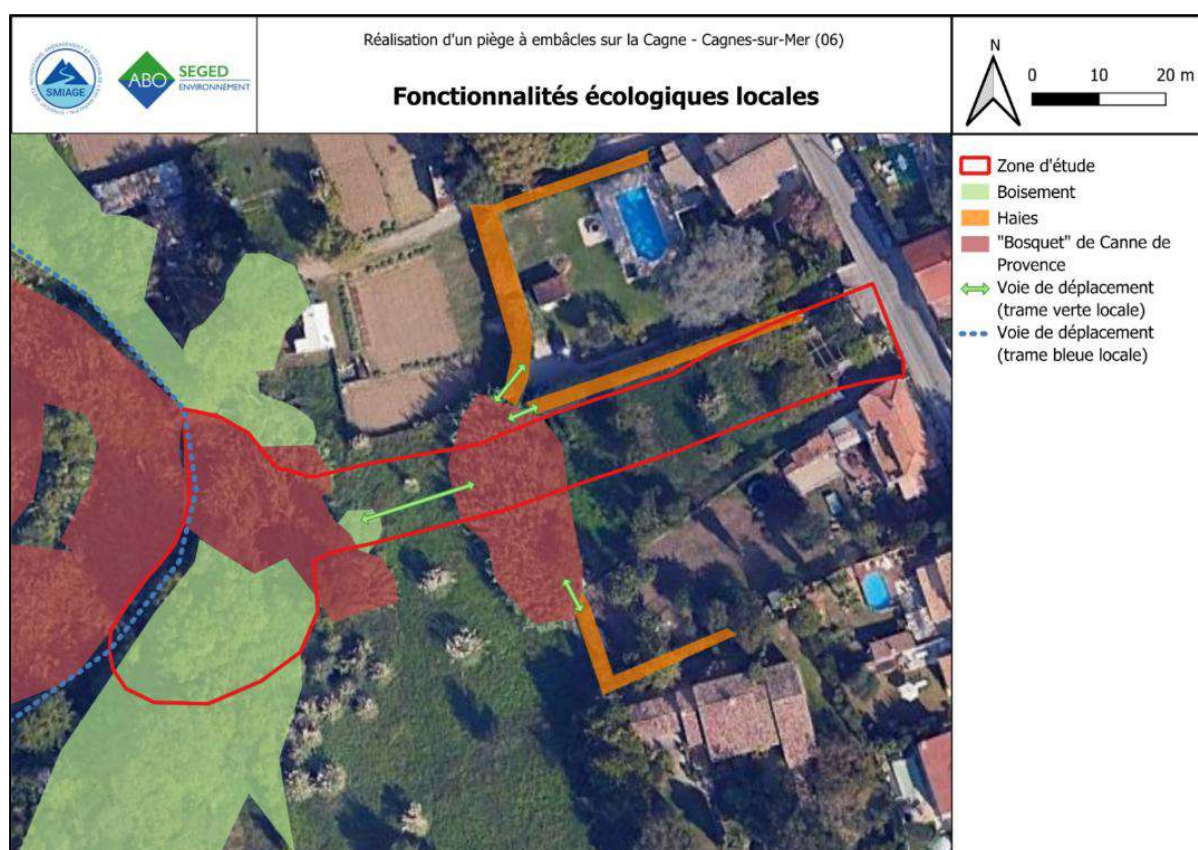 SMIAGE
ABO
SEGED
ENVIRONNEMENT
Réalisation d'un piège à embâcles sur la Cagne - Cagnes-sur-Mer (06)
Fonctionnalités écologiques locales
N
0 10 20 m
Zone d'étude
Boisement
Haies
"Bosquet" de Canne de
Provence
Voie de déplacement
(trame verte locale)
Voie de déplacement
(trame bleue locale)